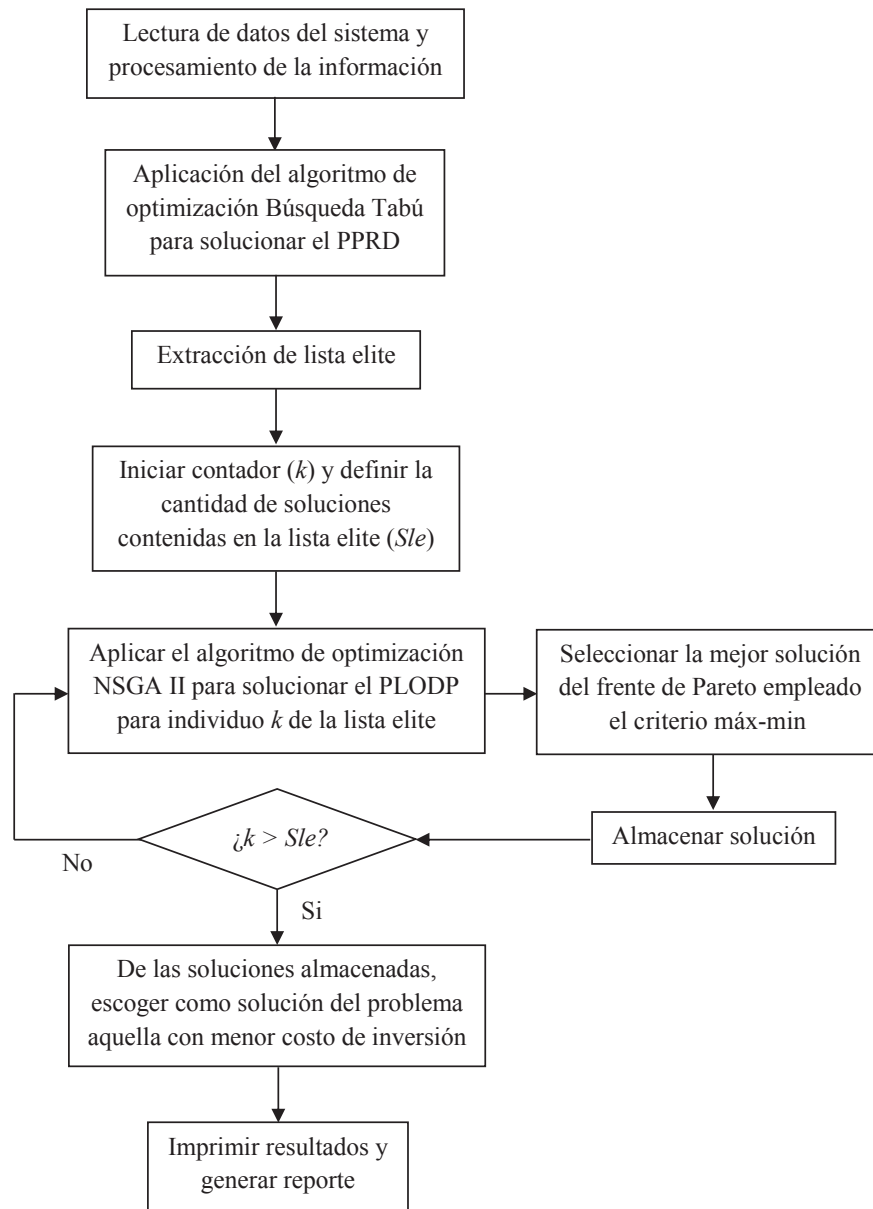 Lectura de datos del sistema y
procesamiento de la información
Aplicación del algoritmo de
optimización Búsqueda Tabú
para solucionar el PPRD
Extracción de lista elite
Iniciar contador (k) y definir la
cantidad de soluciones
contenidas en la lista elite (Sle)
Aplicar el algoritmo de optimización
NSGA II para solucionar el PLODP
para individuo k de la lista elite
Seleccionar la mejor solución
del frente de Pareto empleado
el criterio máx-min
Almacenar solución
¿k > Sle?
No
Si
De las soluciones almacenadas,
escoger como solución del problema
aquella con menor costo de inversión
Imprimir resultados y
generar reporte